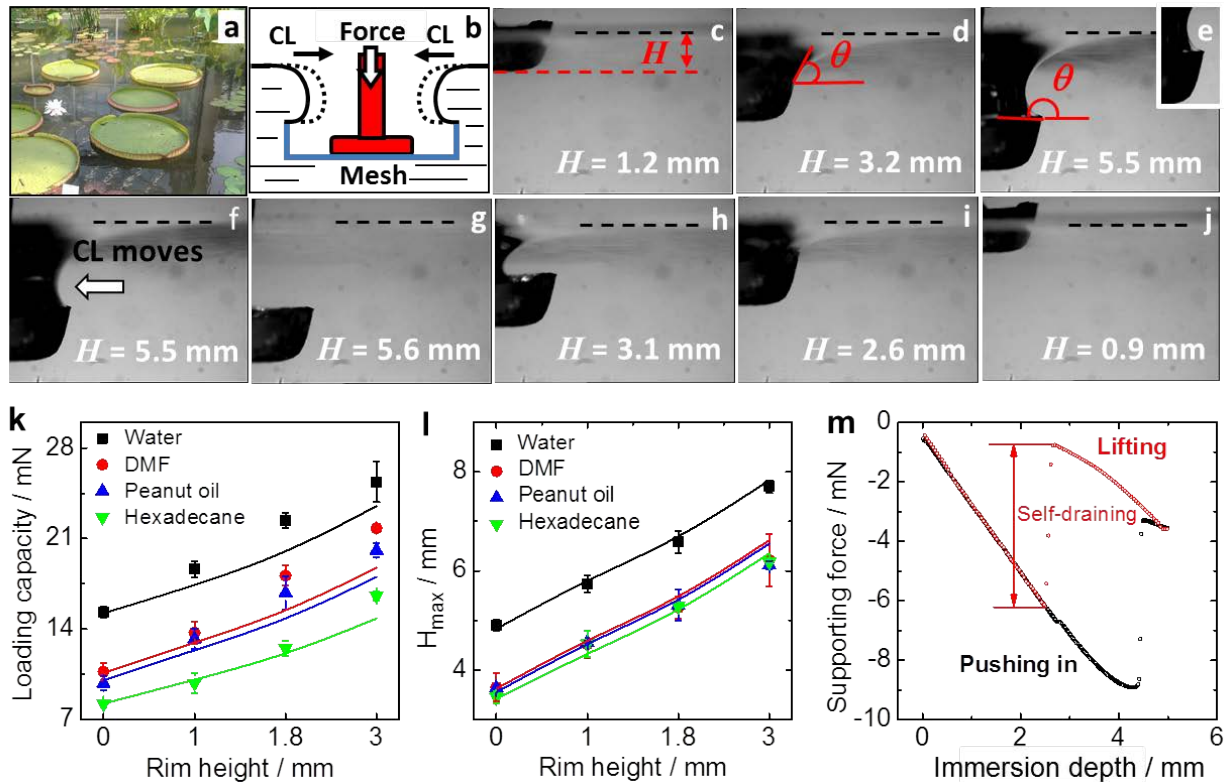 a
b
CL
Force
CL
Mesh
c
H
H = 1.2 mm
d
θ
H = 3.2 mm
e
θ
H = 5.5 mm
f
CL moves
H = 5.5 mm
g
H = 5.6 mm
h
H = 3.1 mm
i
H = 2.6 mm
j
H = 0.9 mm
k
Loading capacity / mN
28
21
14
7
Water
DMF
Peanut oil
Hexadecane
0 1 1.8 3
Rim height / mm
l
Hmax / mm
8
6
4
Water
DMF
Peanut oil
Hexadecane
0 1 1.8 3
Rim height / mm
m
Supporting force / mN
0
-2
-4
-6
-8
-10
Lifting
Self-draining
Pushing in
0 2 4 6
Immersion depth / mm